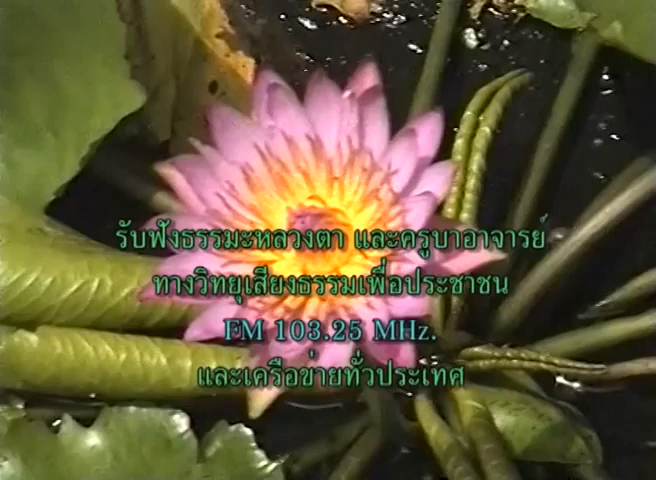 รับฟังธรรมะหลวงตา และครูบาอาจารย์
ทางวิทยุเสียงธรรมเพื่อประชาชน
FM 103.25 MHz.
และเครือข่ายทั่วประเทศ